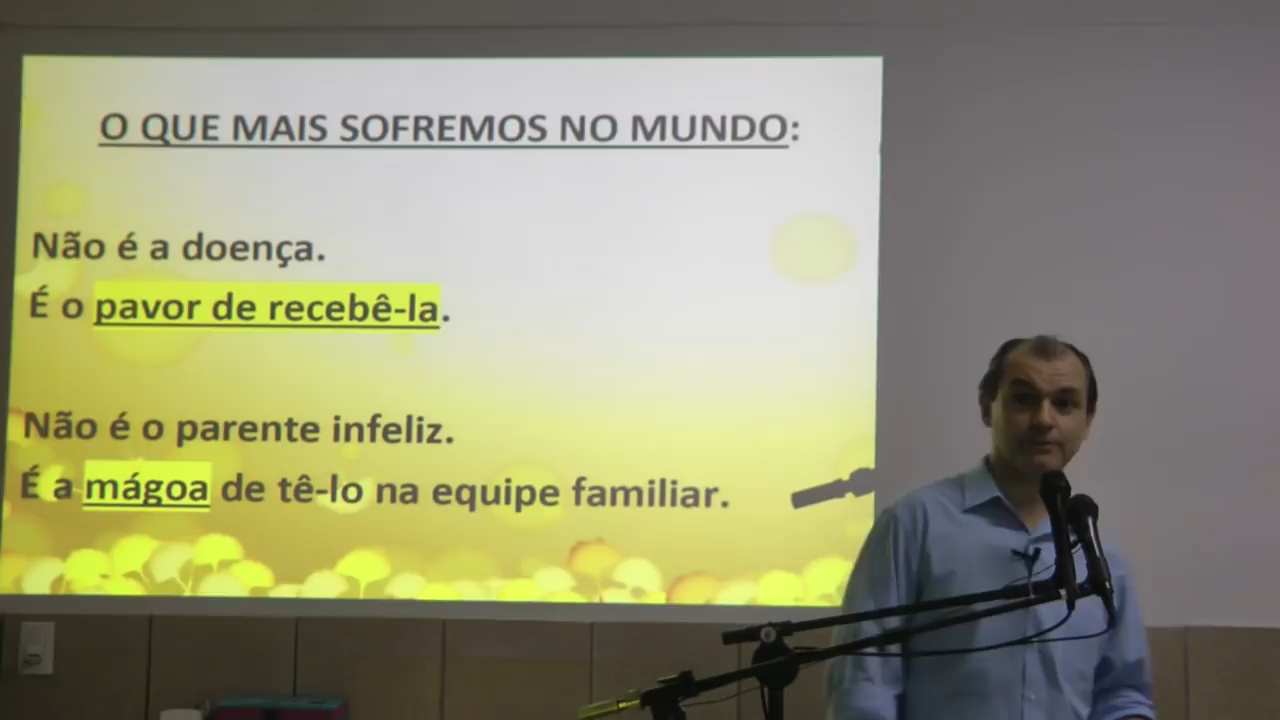 O QUE MAIS SOFREMOS NO MUNDO:
Não é a doença.
É o pavor de recebê-la.
Não é o parente infeliz.
É a mágoa de tê-lo na equipe familiar.